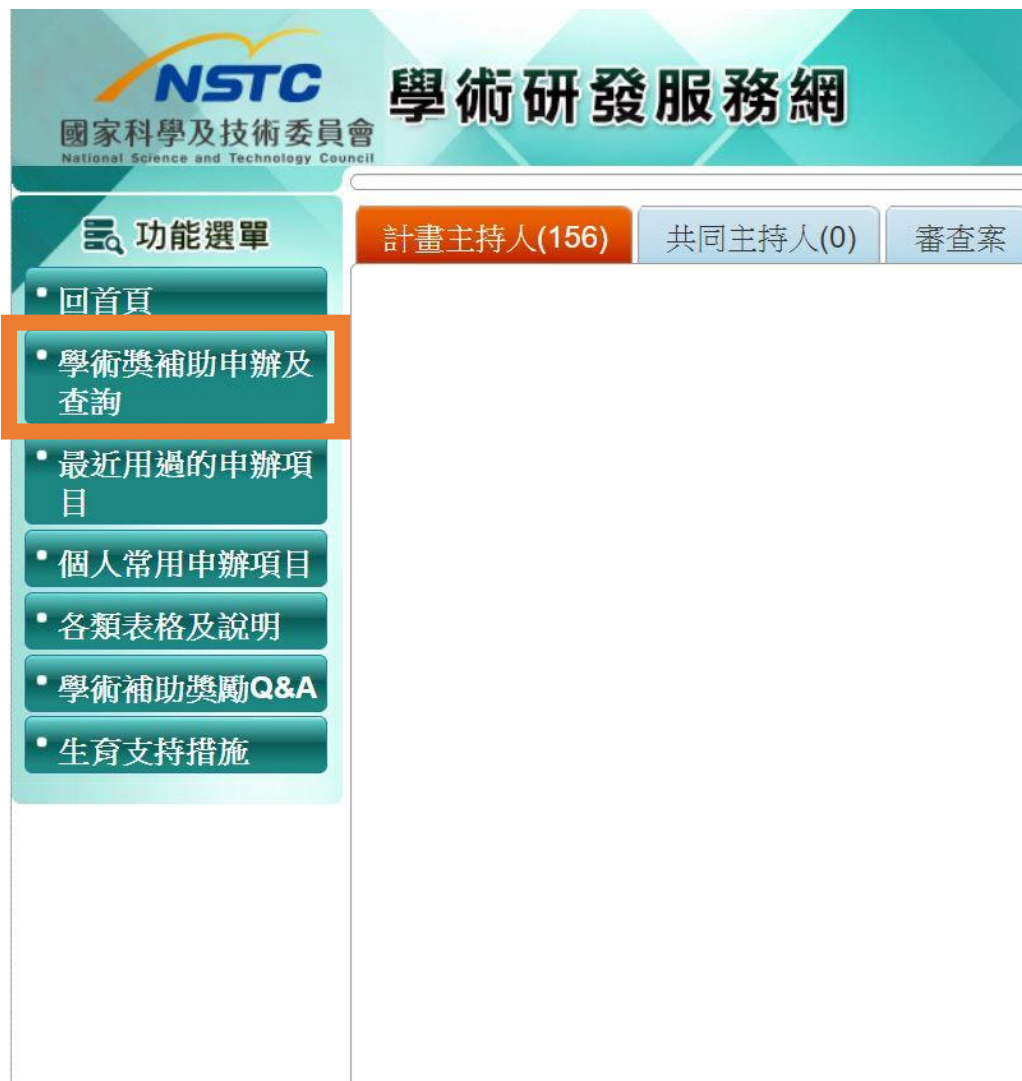 NSTC
國家科學及技術委員會
National Science and Technology Council
學術研發服務網
功能選單
計畫主持人(156)
共同主持人(0)
審查案
回首頁
學術獎補助申辦及
查詢
最近用過的申辦項
目
個人常用申辦項目
各類表格及說明
學術補助獎勵Q&A
生育支持措施